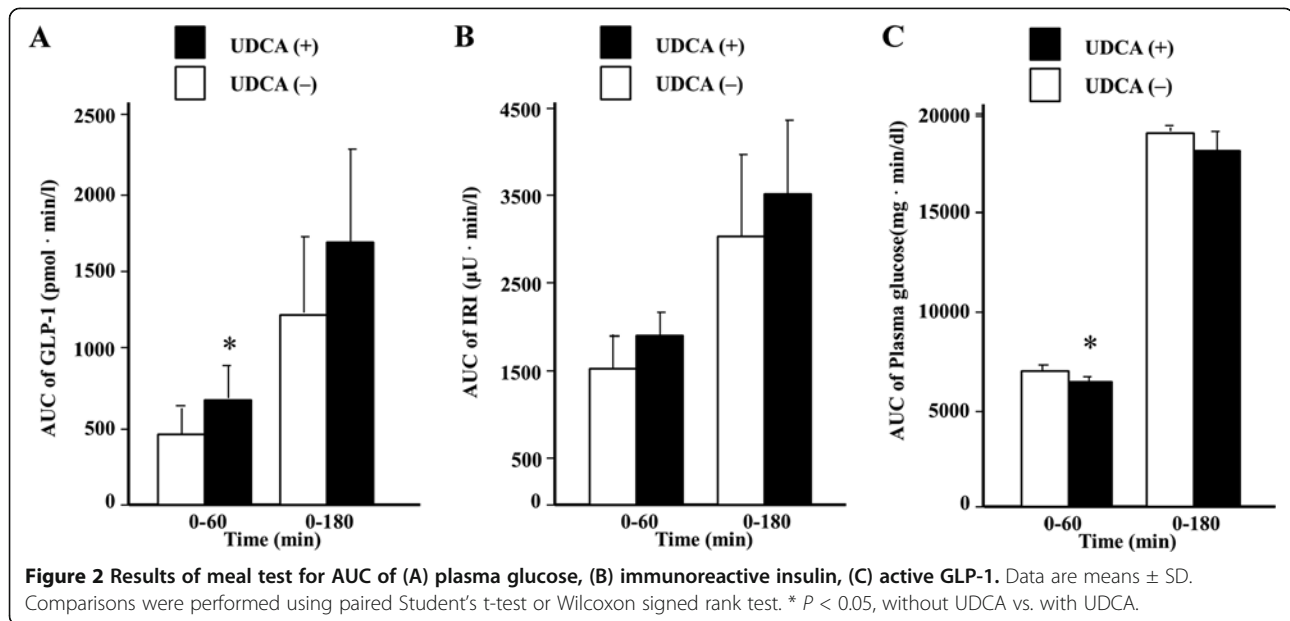 A
UDCA (+)
UDCA (–)
AUC of GLP-1 (pmol · min/l)
2500
2000
1500
1000
500
0
*
0-60 0-180
Time (min)
B
UDCA (+)
UDCA (–)
AUC of IRI (µU · min/l)
4500
3500
2500
1500
500
0
0-60 0-180
Time (min)
C
UDCA (+)
UDCA (–)
AUC of Plasma glucose(mg · min/dl)
20000
15000
10000
5000
0
*
0-60 0-180
Time (min)
Figure 2 Results of meal test for AUC of (A) plasma glucose, (B) immunoreactive insulin, (C) active GLP-1. Data are means ± SD.
Comparisons were performed using paired Student's t-test or Wilcoxon signed rank test. * P < 0.05, without UDCA vs. with UDCA.